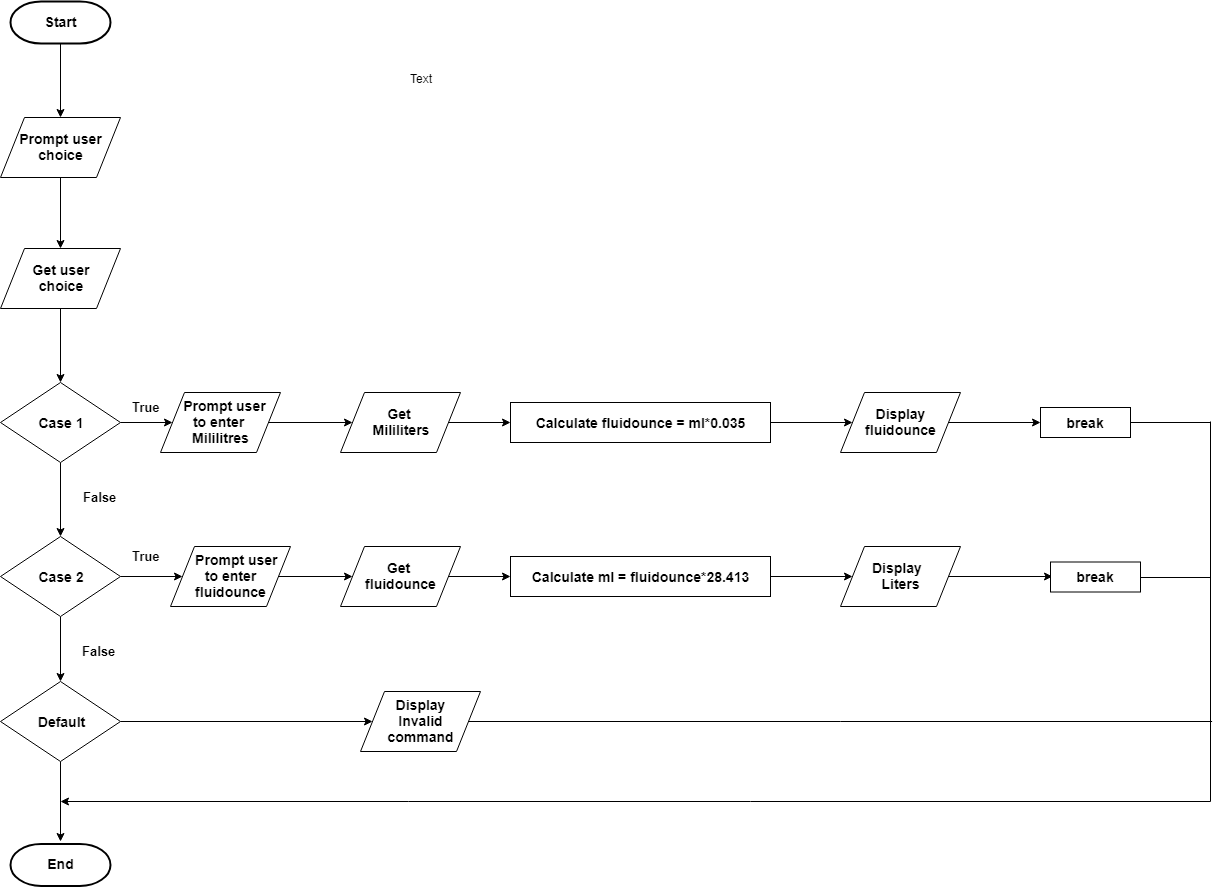 Start
Text
Prompt user
choice
Get user
choice
Case 1
True
Prompt user
to enter
Mililitres
Get
Mililiters
Calculate fluidounce = ml*0.035
Display
fluidounce
break
False
Case 2
True
Prompt user
to enter
fluidounce
Get
fluidounce
Calculate ml = fluidounce*28.413
Display
Liters
break
False
Default
Display
Invalid
command
End